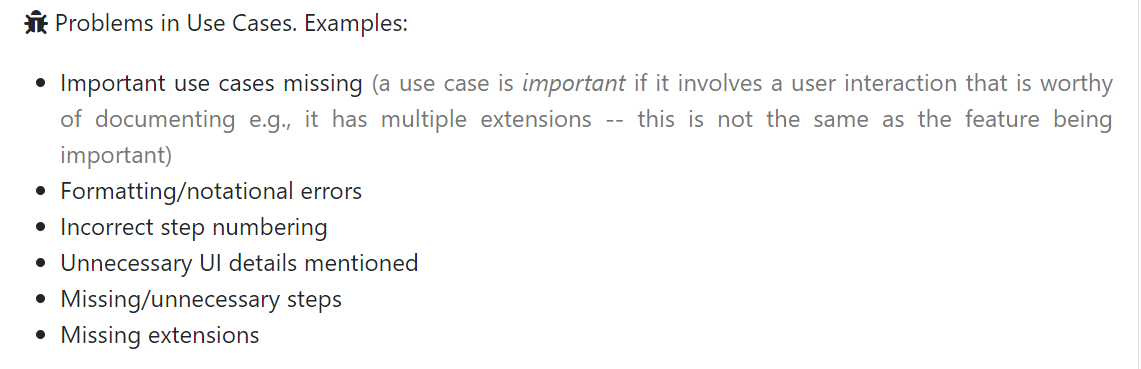 Problems in Use Cases. Examples:
• Important use cases missing (a use case is important if it involves a user interaction that is worthy
of documenting e.g., it has multiple extensions -- this is not the same as the feature being
important)
• Formatting/notational errors
• Incorrect step numbering
• Unnecessary UI details mentioned
• Missing/unnecessary steps
• Missing extensions